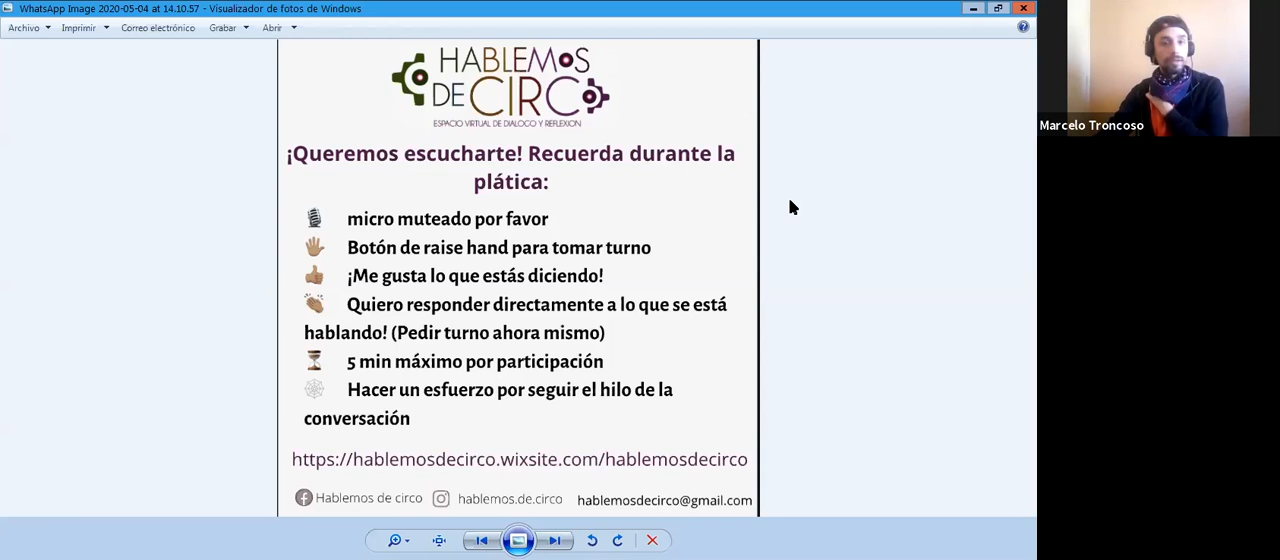 WhatsApp Image 2020-05-04 at 14.10.57 - Visualizador de fotos de Windows
Archivo Imprimir Correo electrónico Grabar Abrir
HABLEMOS
DE CIRCO
ESPACIO VIRTUAL DE DIALOGO Y REFLEXION
¡Queremos escucharte! Recuerda durante la
plática:
micro muteado por favor
Botón de raise hand para tomar turno
¡Me gusta lo que estás diciendo!
Quiero responder directamente a lo que se está
hablando! (Pedir turno ahora mismo)
5 min máximo por participación
Hacer un esfuerzo por seguir el hilo de la
conversación
https://hablemosdecirco.wixsite.com/hablemosdecirco
Hablemos de circo hablemos.de.circo hablemosdecirco@gmail.com
Marcelo Troncoso